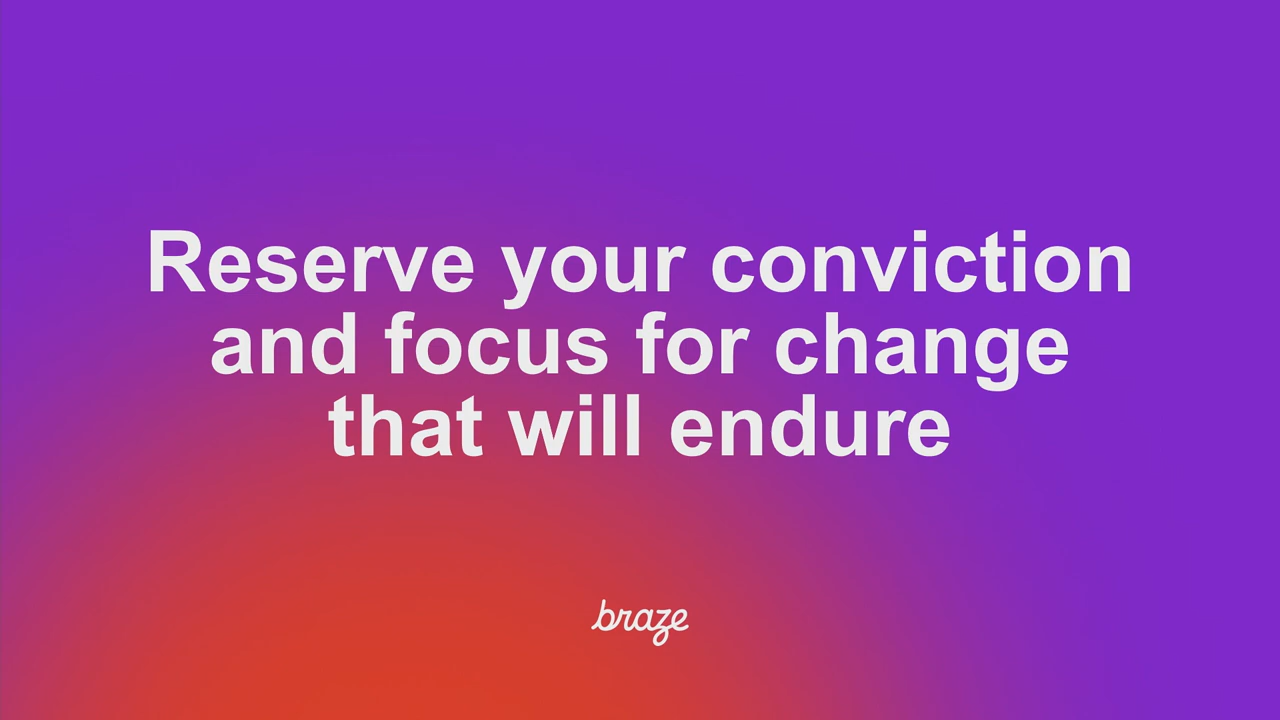 Reserve your conviction
and focus for change
that will endure
braze